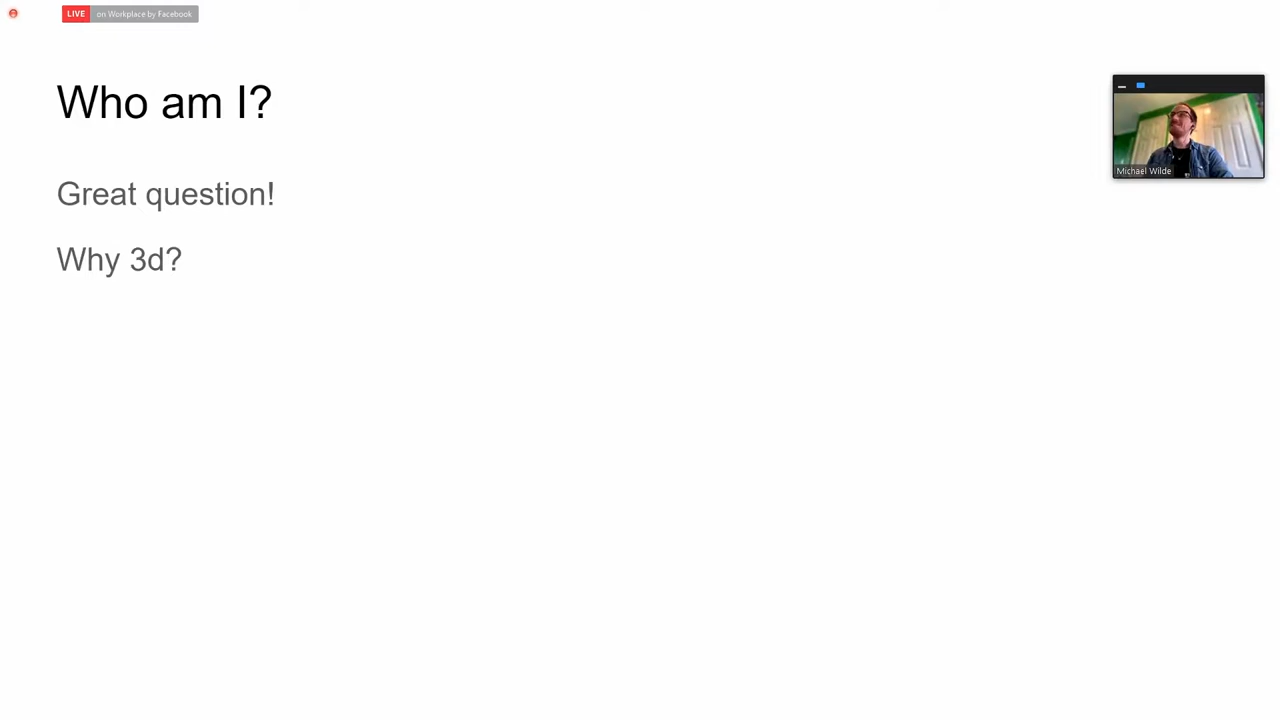 LIVE on Workplace by Facebook
Who am I?
Michael Wilde
Great question!
Why 3d?